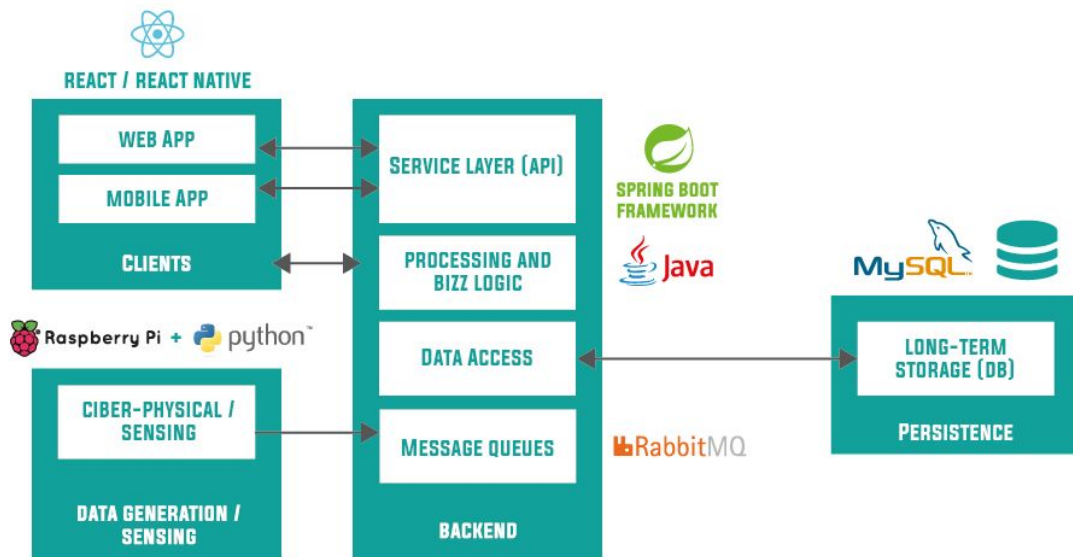 REACT / REACT NATIVE
WEB APP
MOBILE APP
CLIENTS
Raspberry Pi + python™
CIBER-PHYSICAL /
SENSING
DATA GENERATION /
SENSING
SERVICE LAYER (API)
PROCESSING AND
BIZZ LOGIC
DATA ACCESS
MESSAGE QUEUES
BACKEND
SPRING BOOT
FRAMEWORK
Java
RabbitMQ
MySQL™
LONG-TERM
STORAGE (DB)
PERSISTENCE